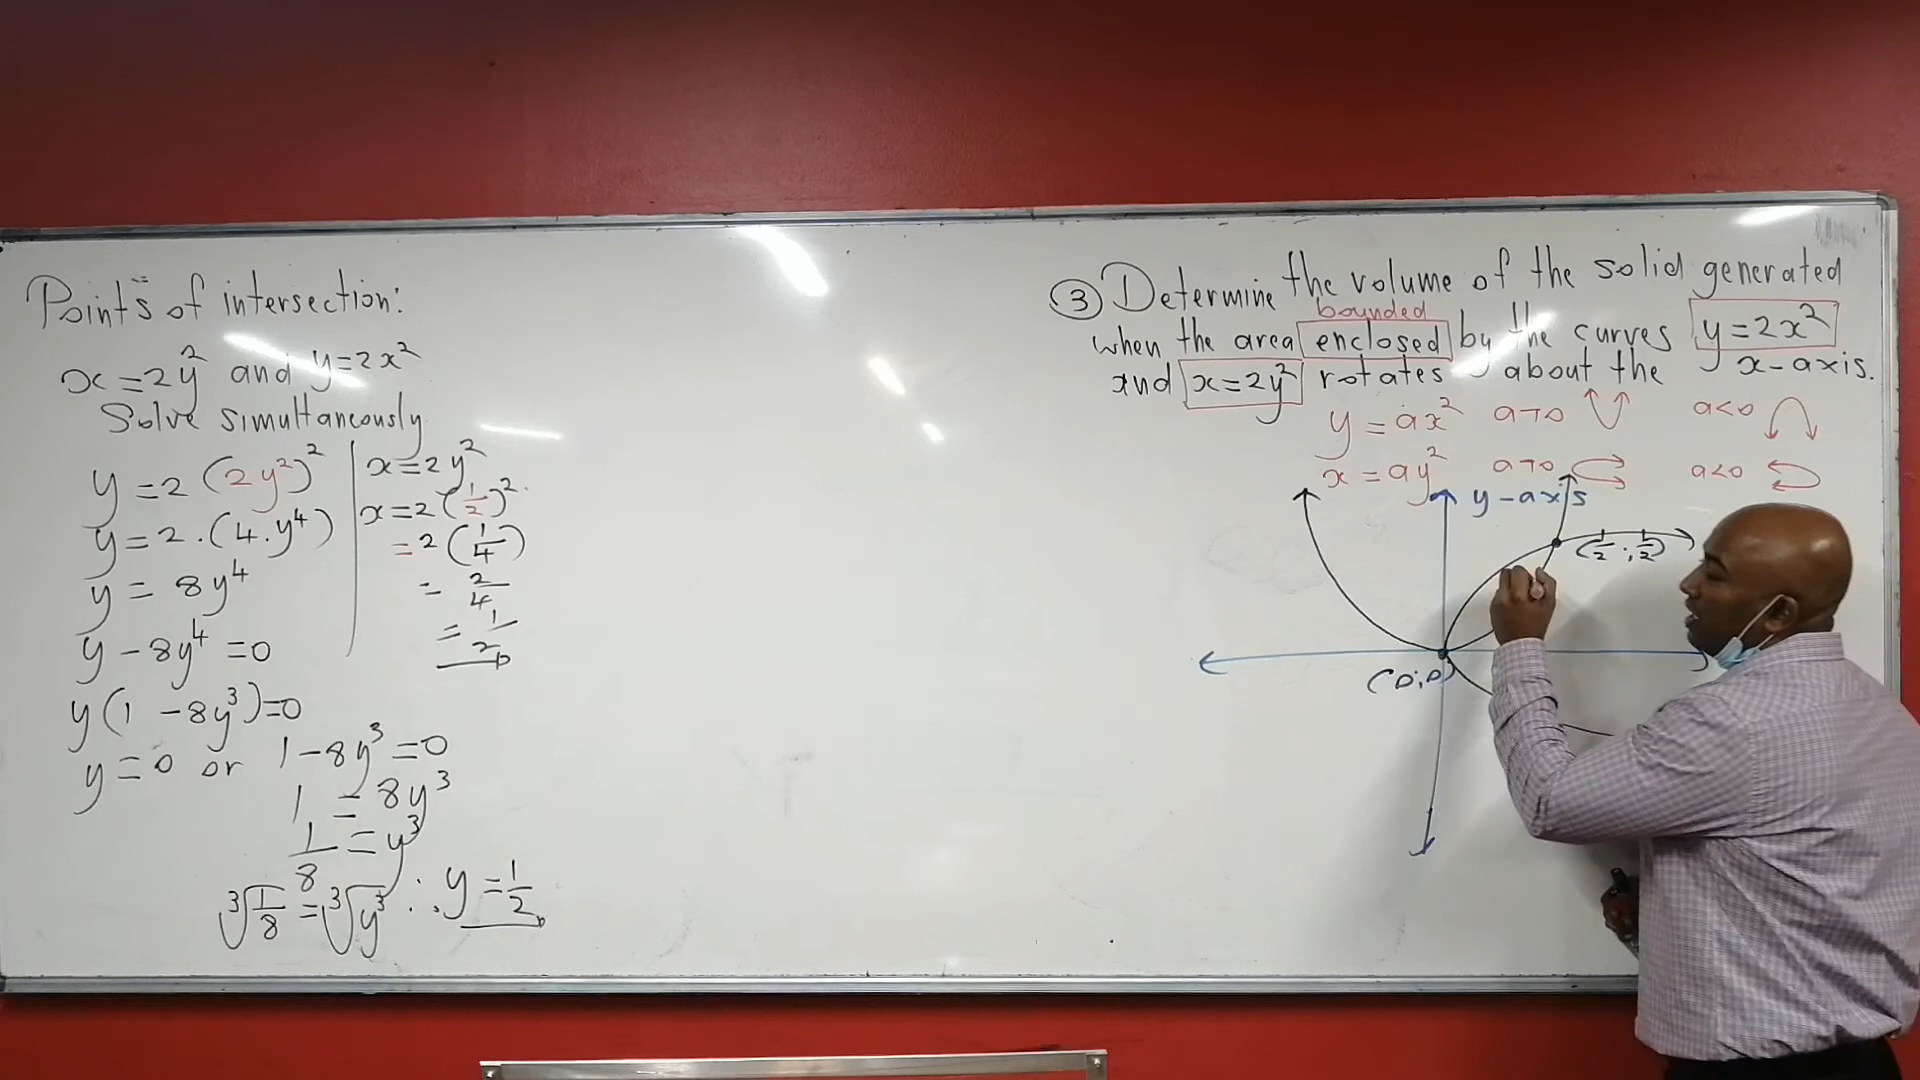 Points of intersection:
x = 2y² and y = 2x²
Solve simultaneously
y = 2(2y²)²
y = 2.(4.y⁴)
y = 8y⁴
y - 8y⁴ = 0
y(1 - 8y³) = 0
y = 0 or 1 - 8y³ = 0
1 = 8y³
1/8 = y³
∛(1/8) = ∛(y³) ∴ y = 1/2
x = 2y²
x = 2(1/2)²
= 2(1/4)
= 2/4
= 1/2
③ Determine the volume of the solid generated
bounded
when the area enclosed by the curves y = 2x²
and x = 2y² rotates about the x-axis.
y = ax² a>0 a<0
x = ay² a>0 a<0
y-axis
(1/2 ; 1/2)
(0;0)